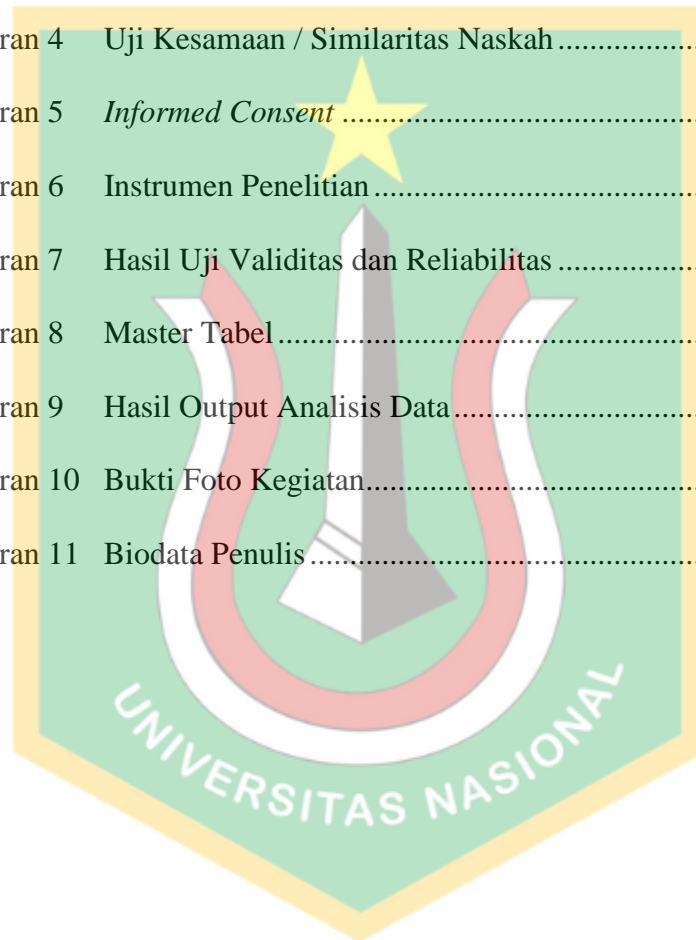 ran 4 Uji Kesamaan / Similaritas Naskah ....................
ran 5 Informed Consent ....................................................
ran 6 Instrumen Penelitian ...............................................
ran 7 Hasil Uji Validitas dan Reliabilitas ....................
ran 8 Master Tabel ..............................................................
ran 9 Hasil Output Analisis Data ...................................
ran 10 Bukti Foto Kegiatan ................................................
ran 11 Biodata Penulis .........................................................
UNIVERSITAS NASIONAL